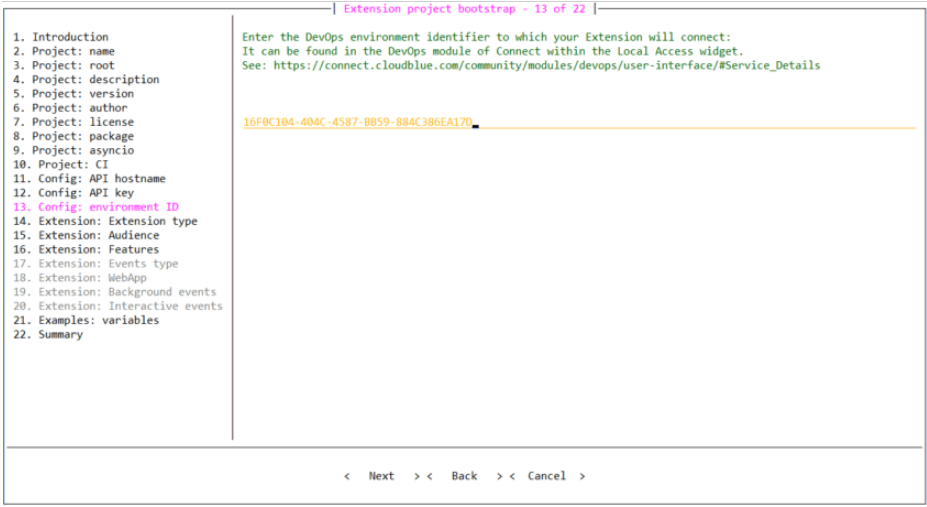 Extension project bootstrap - 13 of 22
1. Introduction
2. Project: name
3. Project: root
4. Project: description
5. Project: version
6. Project: author
7. Project: license
8. Project: package
9. Project: asyncio
10. Project: CI
11. Config: API hostname
12. Config: API key
13. Config: environment ID
14. Extension: Extension type
15. Extension: Audience
16. Extension: Features
17. Extension: Events type
18. Extension: WebApp
19. Extension: Background events
20. Extension: Interactive events
21. Examples: variables
22. Summary
Enter the DevOps environment identifier to which your Extension will connect:
It can be found in the DevOps module of Connect within the Local Access widget.
See: https://connect.cloudblue.com/community/modules/devops/user-interface/#Service_Details
16F0C104-404C-4587-BB59-884C386EA17D
< Next > < Back > < Cancel >